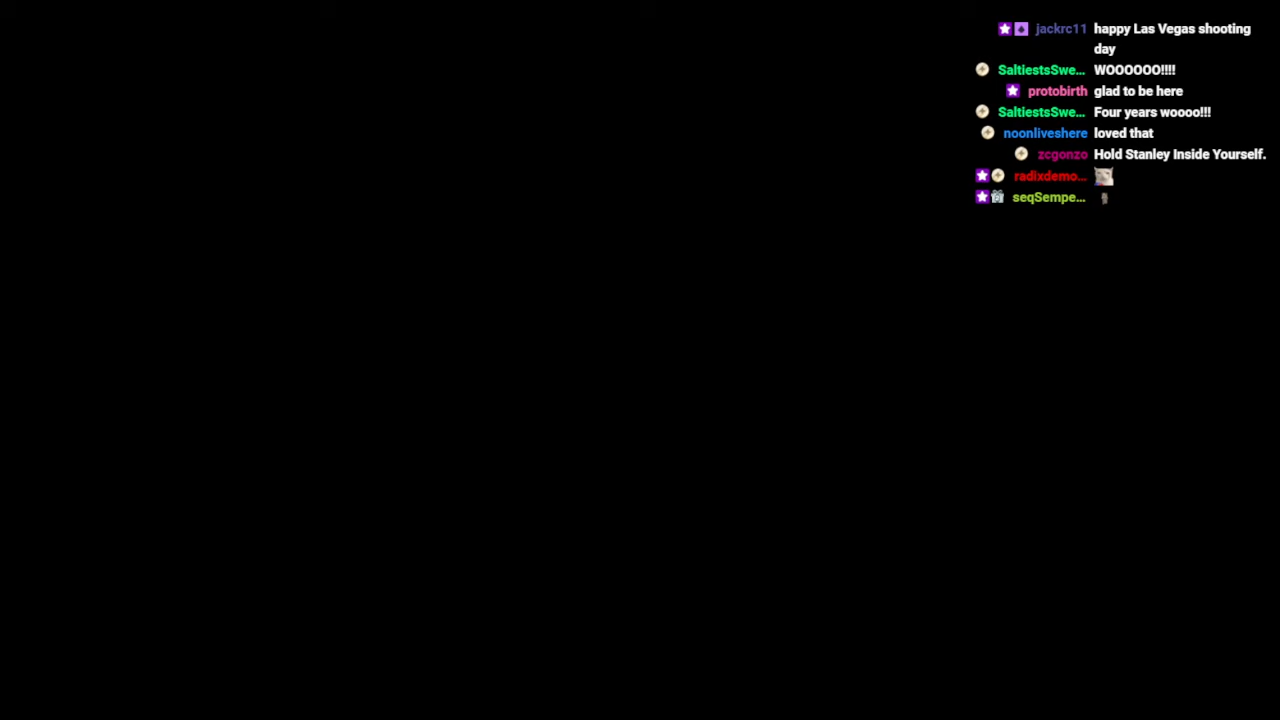 jackrc11 happy Las Vegas shooting
day
SaltiestsSwe... WOOOOOO!!!!
protobirth glad to be here
SaltiestsSwe... Four years woooo!!!
noonliveshere loved that
zcgonzo Hold Stanley Inside Yourself.
radixdemo...
seqSempe...